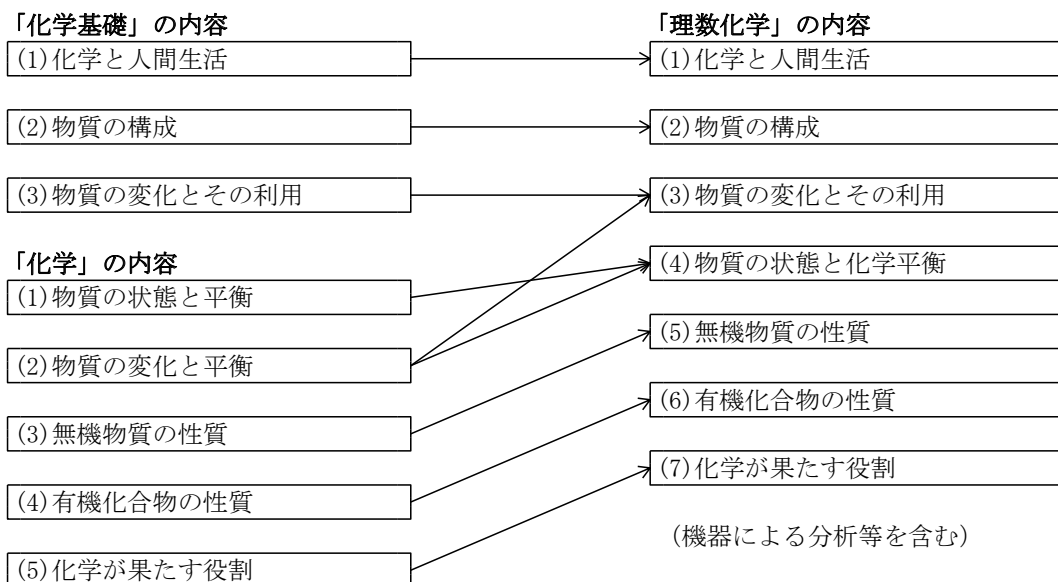 「化学基礎」の内容
(1)化学と人間生活
(2)物質の構成
(3)物質の変化とその利用
「化学」の内容
(1)物質の状態と平衡
(2)物質の変化と平衡
(3)無機物質の性質
(4)有機化合物の性質
(5)化学が果たす役割
「理数化学」の内容
(1)化学と人間生活
(2)物質の構成
(3)物質の変化とその利用
(4)物質の状態と化学平衡
(5)無機物質の性質
(6)有機化合物の性質
(7)化学が果たす役割
(機器による分析等を含む)